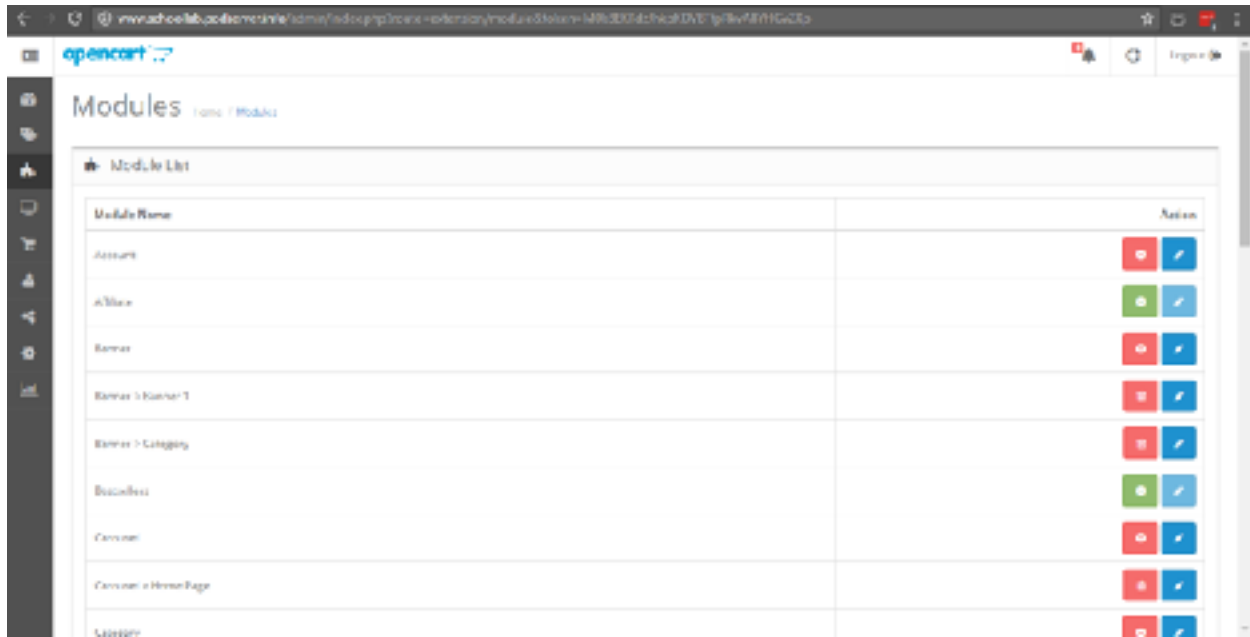 opencart
Modules Home / Modules
Module List
Module Name Action
Account
Affiliate
Banner
Banner > Banner 1
Banner > Category
Bestsellers
Carousel
Carousel > Home Page
Category